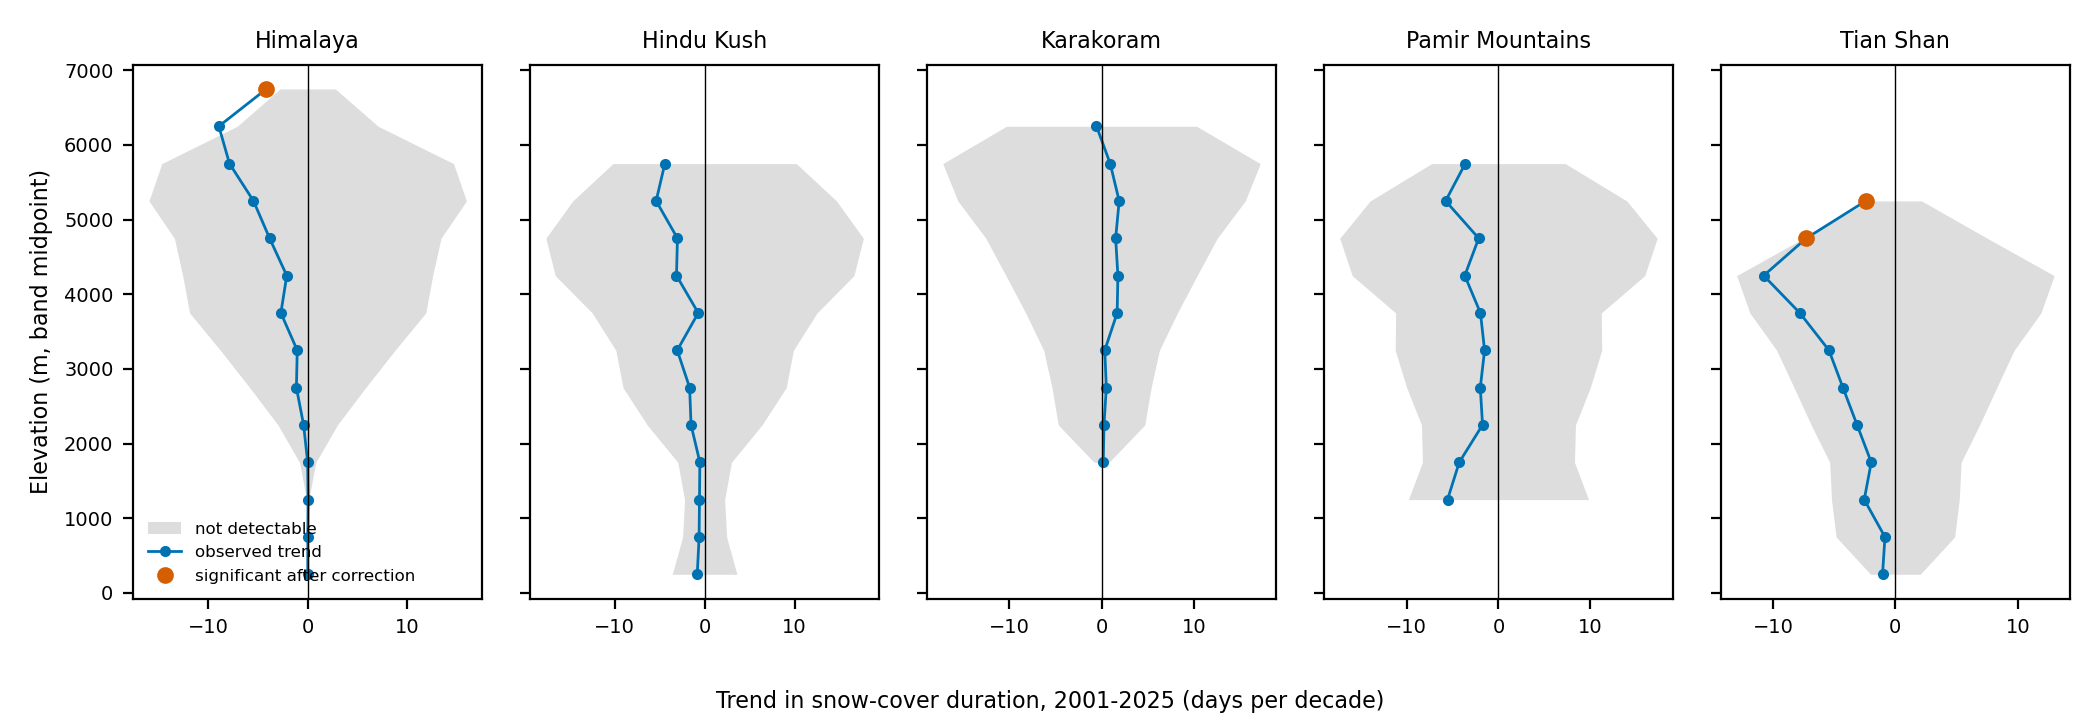 Himalaya
Hindu Kush
Karakoram
Pamir Mountains
Tian Shan
Elevation (m, band midpoint)
7000
6000
5000
4000
3000
2000
1000
0
not detectable
observed trend
significant after correction
−10 0 10
−10 0 10
−10 0 10
−10 0 10
−10 0 10
Trend in snow-cover duration, 2001-2025 (days per decade)